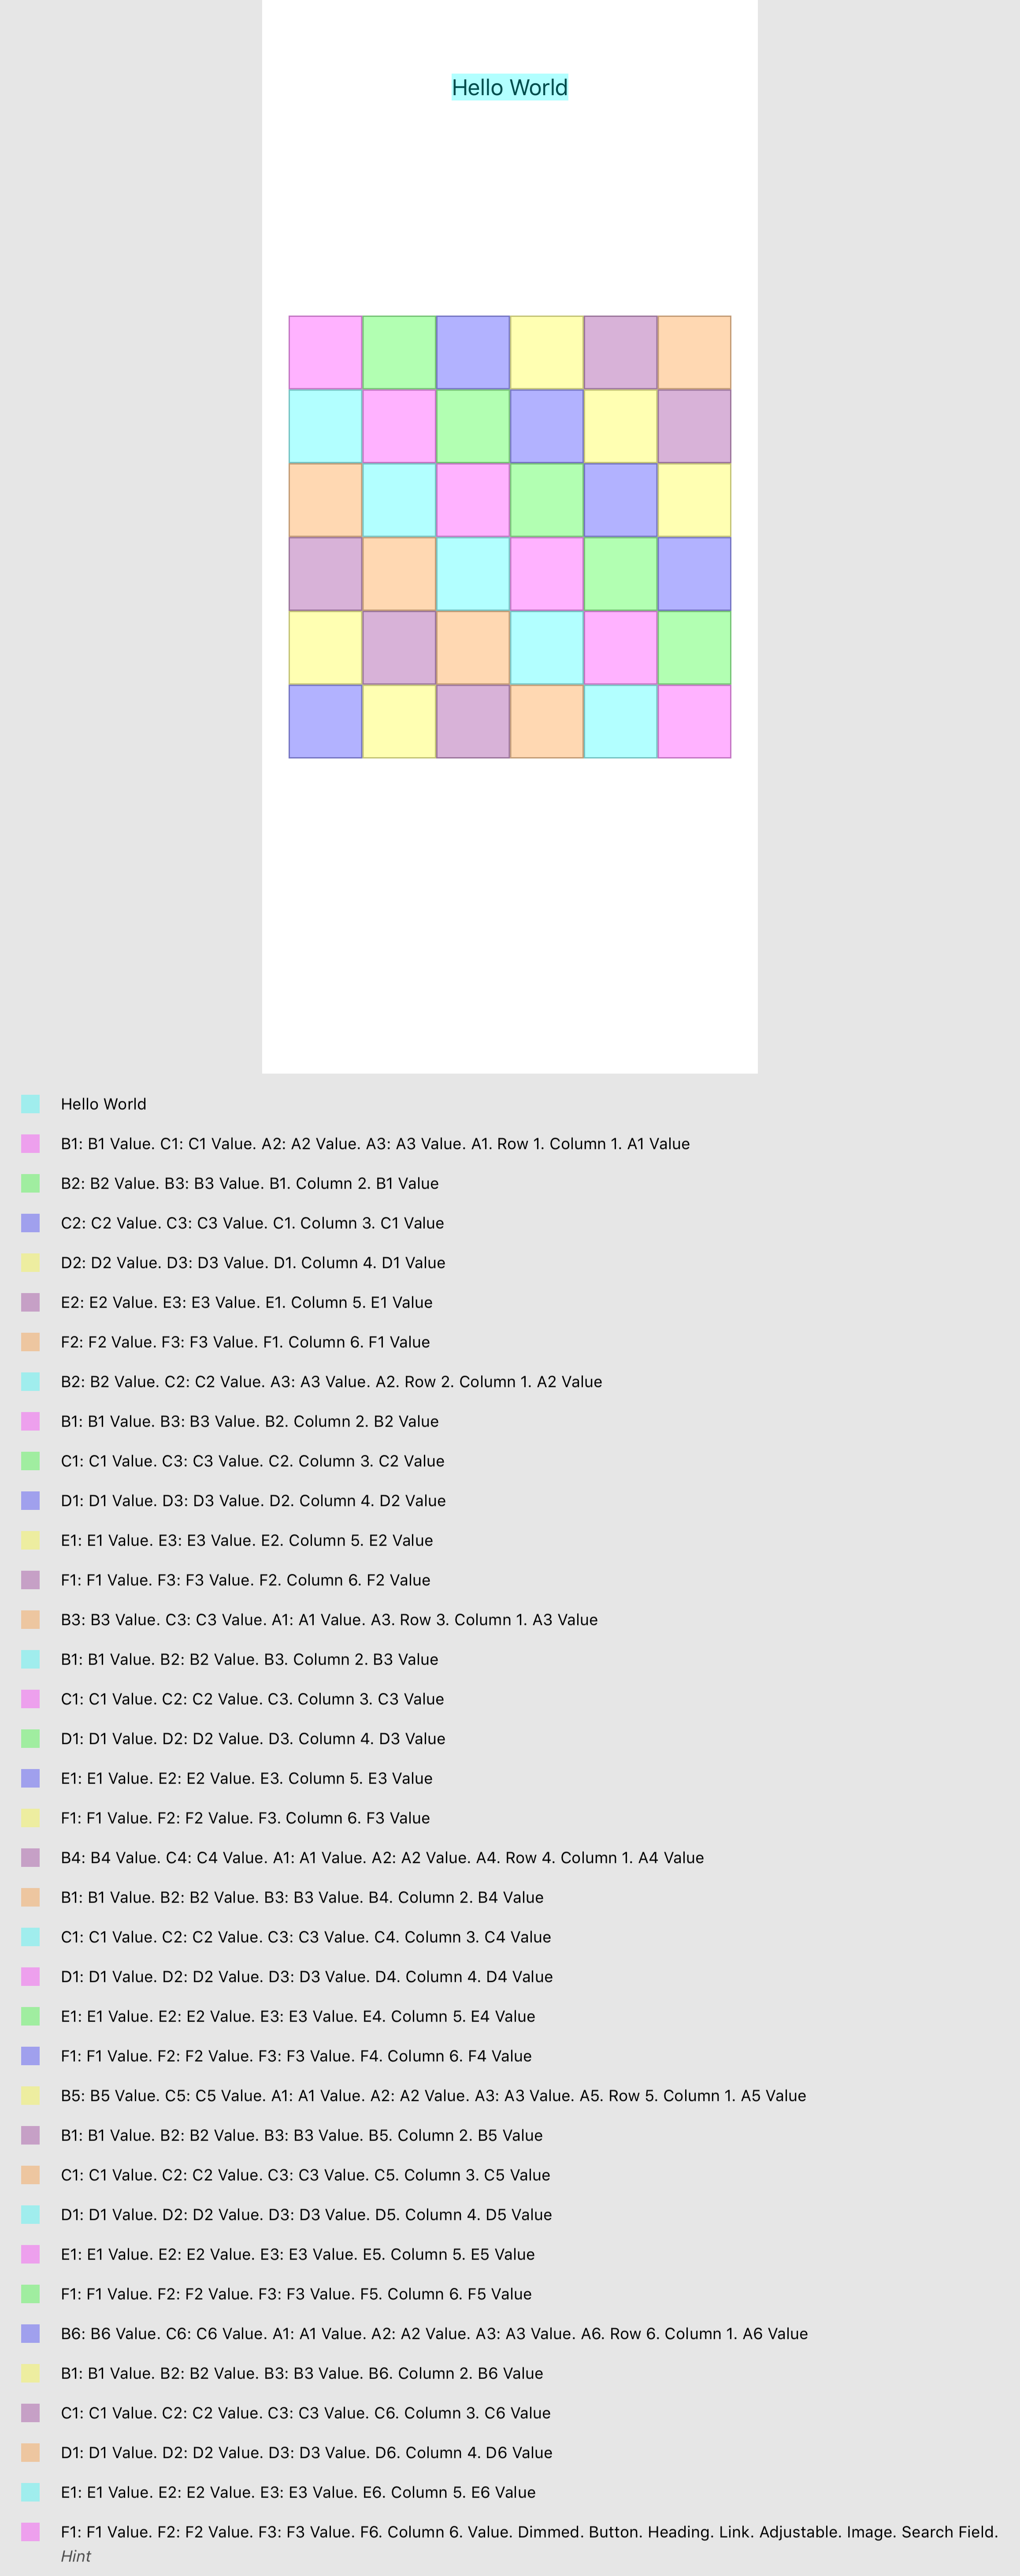 Hello World
Hello World
B1: B1 Value. C1: C1 Value. A2: A2 Value. A3: A3 Value. A1. Row 1. Column 1. A1 Value
B2: B2 Value. B3: B3 Value. B1. Column 2. B1 Value
C2: C2 Value. C3: C3 Value. C1. Column 3. C1 Value
D2: D2 Value. D3: D3 Value. D1. Column 4. D1 Value
E2: E2 Value. E3: E3 Value. E1. Column 5. E1 Value
F2: F2 Value. F3: F3 Value. F1. Column 6. F1 Value
B2: B2 Value. C2: C2 Value. A3: A3 Value. A2. Row 2. Column 1. A2 Value
B1: B1 Value. B3: B3 Value. B2. Column 2. B2 Value
C1: C1 Value. C3: C3 Value. C2. Column 3. C2 Value
D1: D1 Value. D3: D3 Value. D2. Column 4. D2 Value
E1: E1 Value. E3: E3 Value. E2. Column 5. E2 Value
F1: F1 Value. F3: F3 Value. F2. Column 6. F2 Value
B3: B3 Value. C3: C3 Value. A1: A1 Value. A3. Row 3. Column 1. A3 Value
B1: B1 Value. B2: B2 Value. B3. Column 2. B3 Value
C1: C1 Value. C2: C2 Value. C3. Column 3. C3 Value
D1: D1 Value. D2: D2 Value. D3. Column 4. D3 Value
E1: E1 Value. E2: E2 Value. E3. Column 5. E3 Value
F1: F1 Value. F2: F2 Value. F3. Column 6. F3 Value
B4: B4 Value. C4: C4 Value. A1: A1 Value. A2: A2 Value. A4. Row 4. Column 1. A4 Value
B1: B1 Value. B2: B2 Value. B3: B3 Value. B4. Column 2. B4 Value
C1: C1 Value. C2: C2 Value. C3: C3 Value. C4. Column 3. C4 Value
D1: D1 Value. D2: D2 Value. D3: D3 Value. D4. Column 4. D4 Value
E1: E1 Value. E2: E2 Value. E3: E3 Value. E4. Column 5. E4 Value
F1: F1 Value. F2: F2 Value. F3: F3 Value. F4. Column 6. F4 Value
B5: B5 Value. C5: C5 Value. A1: A1 Value. A2: A2 Value. A3: A3 Value. A5. Row 5. Column 1. A5 Value
B1: B1 Value. B2: B2 Value. B3: B3 Value. B5. Column 2. B5 Value
C1: C1 Value. C2: C2 Value. C3: C3 Value. C5. Column 3. C5 Value
D1: D1 Value. D2: D2 Value. D3: D3 Value. D5. Column 4. D5 Value
E1: E1 Value. E2: E2 Value. E3: E3 Value. E5. Column 5. E5 Value
F1: F1 Value. F2: F2 Value. F3: F3 Value. F5. Column 6. F5 Value
B6: B6 Value. C6: C6 Value. A1: A1 Value. A2: A2 Value. A3: A3 Value. A6. Row 6. Column 1. A6 Value
B1: B1 Value. B2: B2 Value. B3: B3 Value. B6. Column 2. B6 Value
C1: C1 Value. C2: C2 Value. C3: C3 Value. C6. Column 3. C6 Value
D1: D1 Value. D2: D2 Value. D3: D3 Value. D6. Column 4. D6 Value
E1: E1 Value. E2: E2 Value. E3: E3 Value. E6. Column 5. E6 Value
F1: F1 Value. F2: F2 Value. F3: F3 Value. F6. Column 6. Value. Dimmed. Button. Heading. Link. Adjustable. Image. Search Field.
Hint